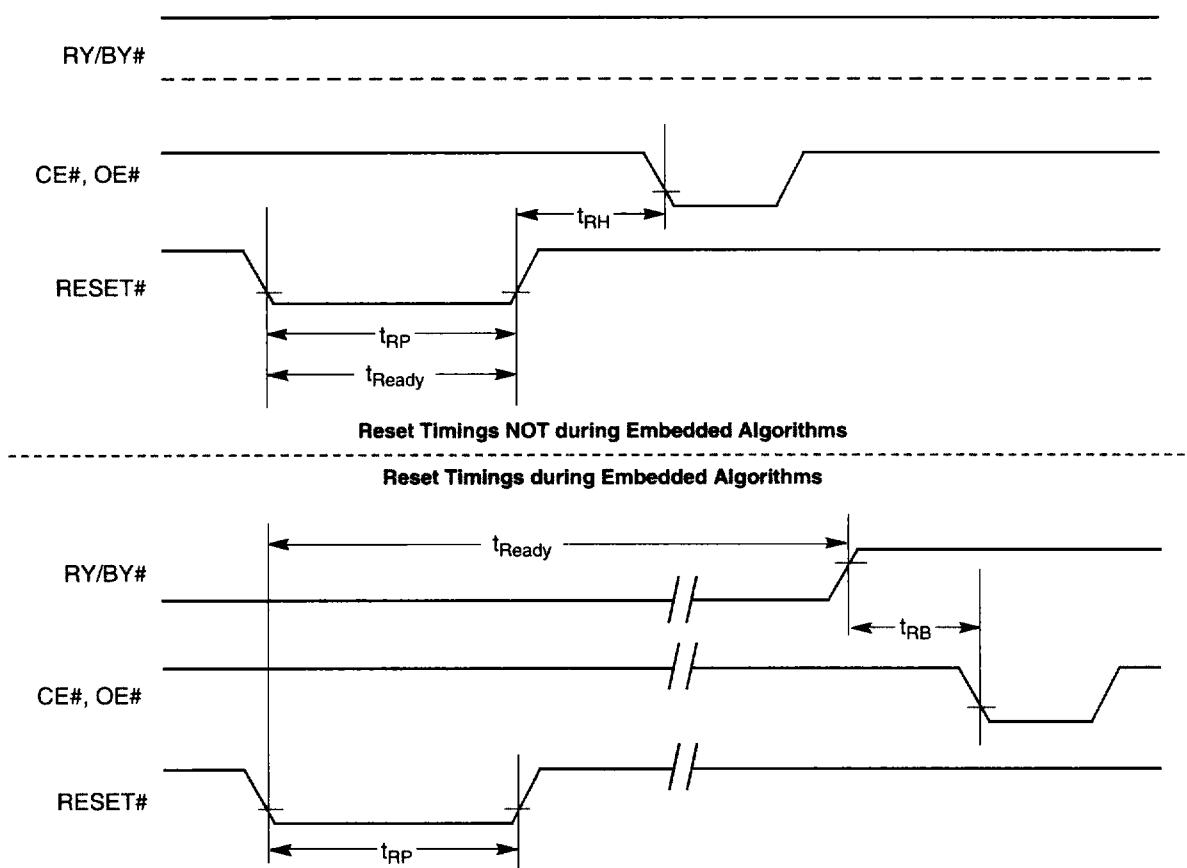 RY/BY#
CE#, OE#
tRH
RESET#
tRP
tReady
Reset Timings NOT during Embedded Algorithms
Reset Timings during Embedded Algorithms
tReady
RY/BY#
tRB
CE#, OE#
RESET#
tRP